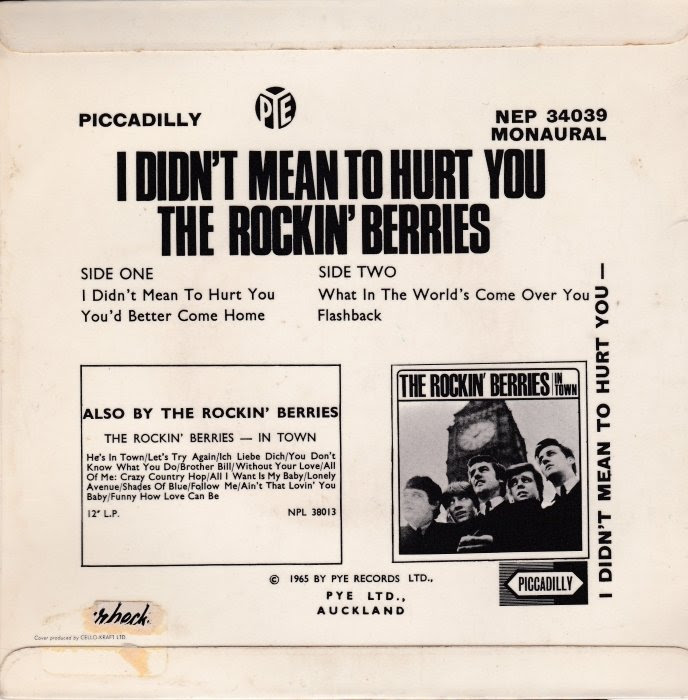 PICCADILLY
PYE
NEP 34039
MONAURAL
I DIDN'T MEAN TO HURT YOU
THE ROCKIN' BERRIES
SIDE ONE
I Didn't Mean To Hurt You
You'd Better Come Home
SIDE TWO
What In The World's Come Over You
Flashback
I DIDN'T MEAN TO HURT YOU —
ALSO BY THE ROCKIN' BERRIES
THE ROCKIN' BERRIES — IN TOWN
He's In Town/Let's Try Again/Ich Liebe Dich/You Don't
Know What You Do/Brother Bill/Without Your Love/All
Of Me: Crazy Country Hop/All I Want Is My Baby/Lonely
Avenue/Shades Of Blue/Follow Me/Ain't That Lovin' You
Baby/Funny How Love Can Be
12" L.P.
NPL 38013
THE ROCKIN' BERRIES IN TOWN
PICCADILLY
© 1965 BY PYE RECORDS LTD.,
PYE LTD.,
AUCKLAND
Cover produced by CELLO-KRAFT LTD